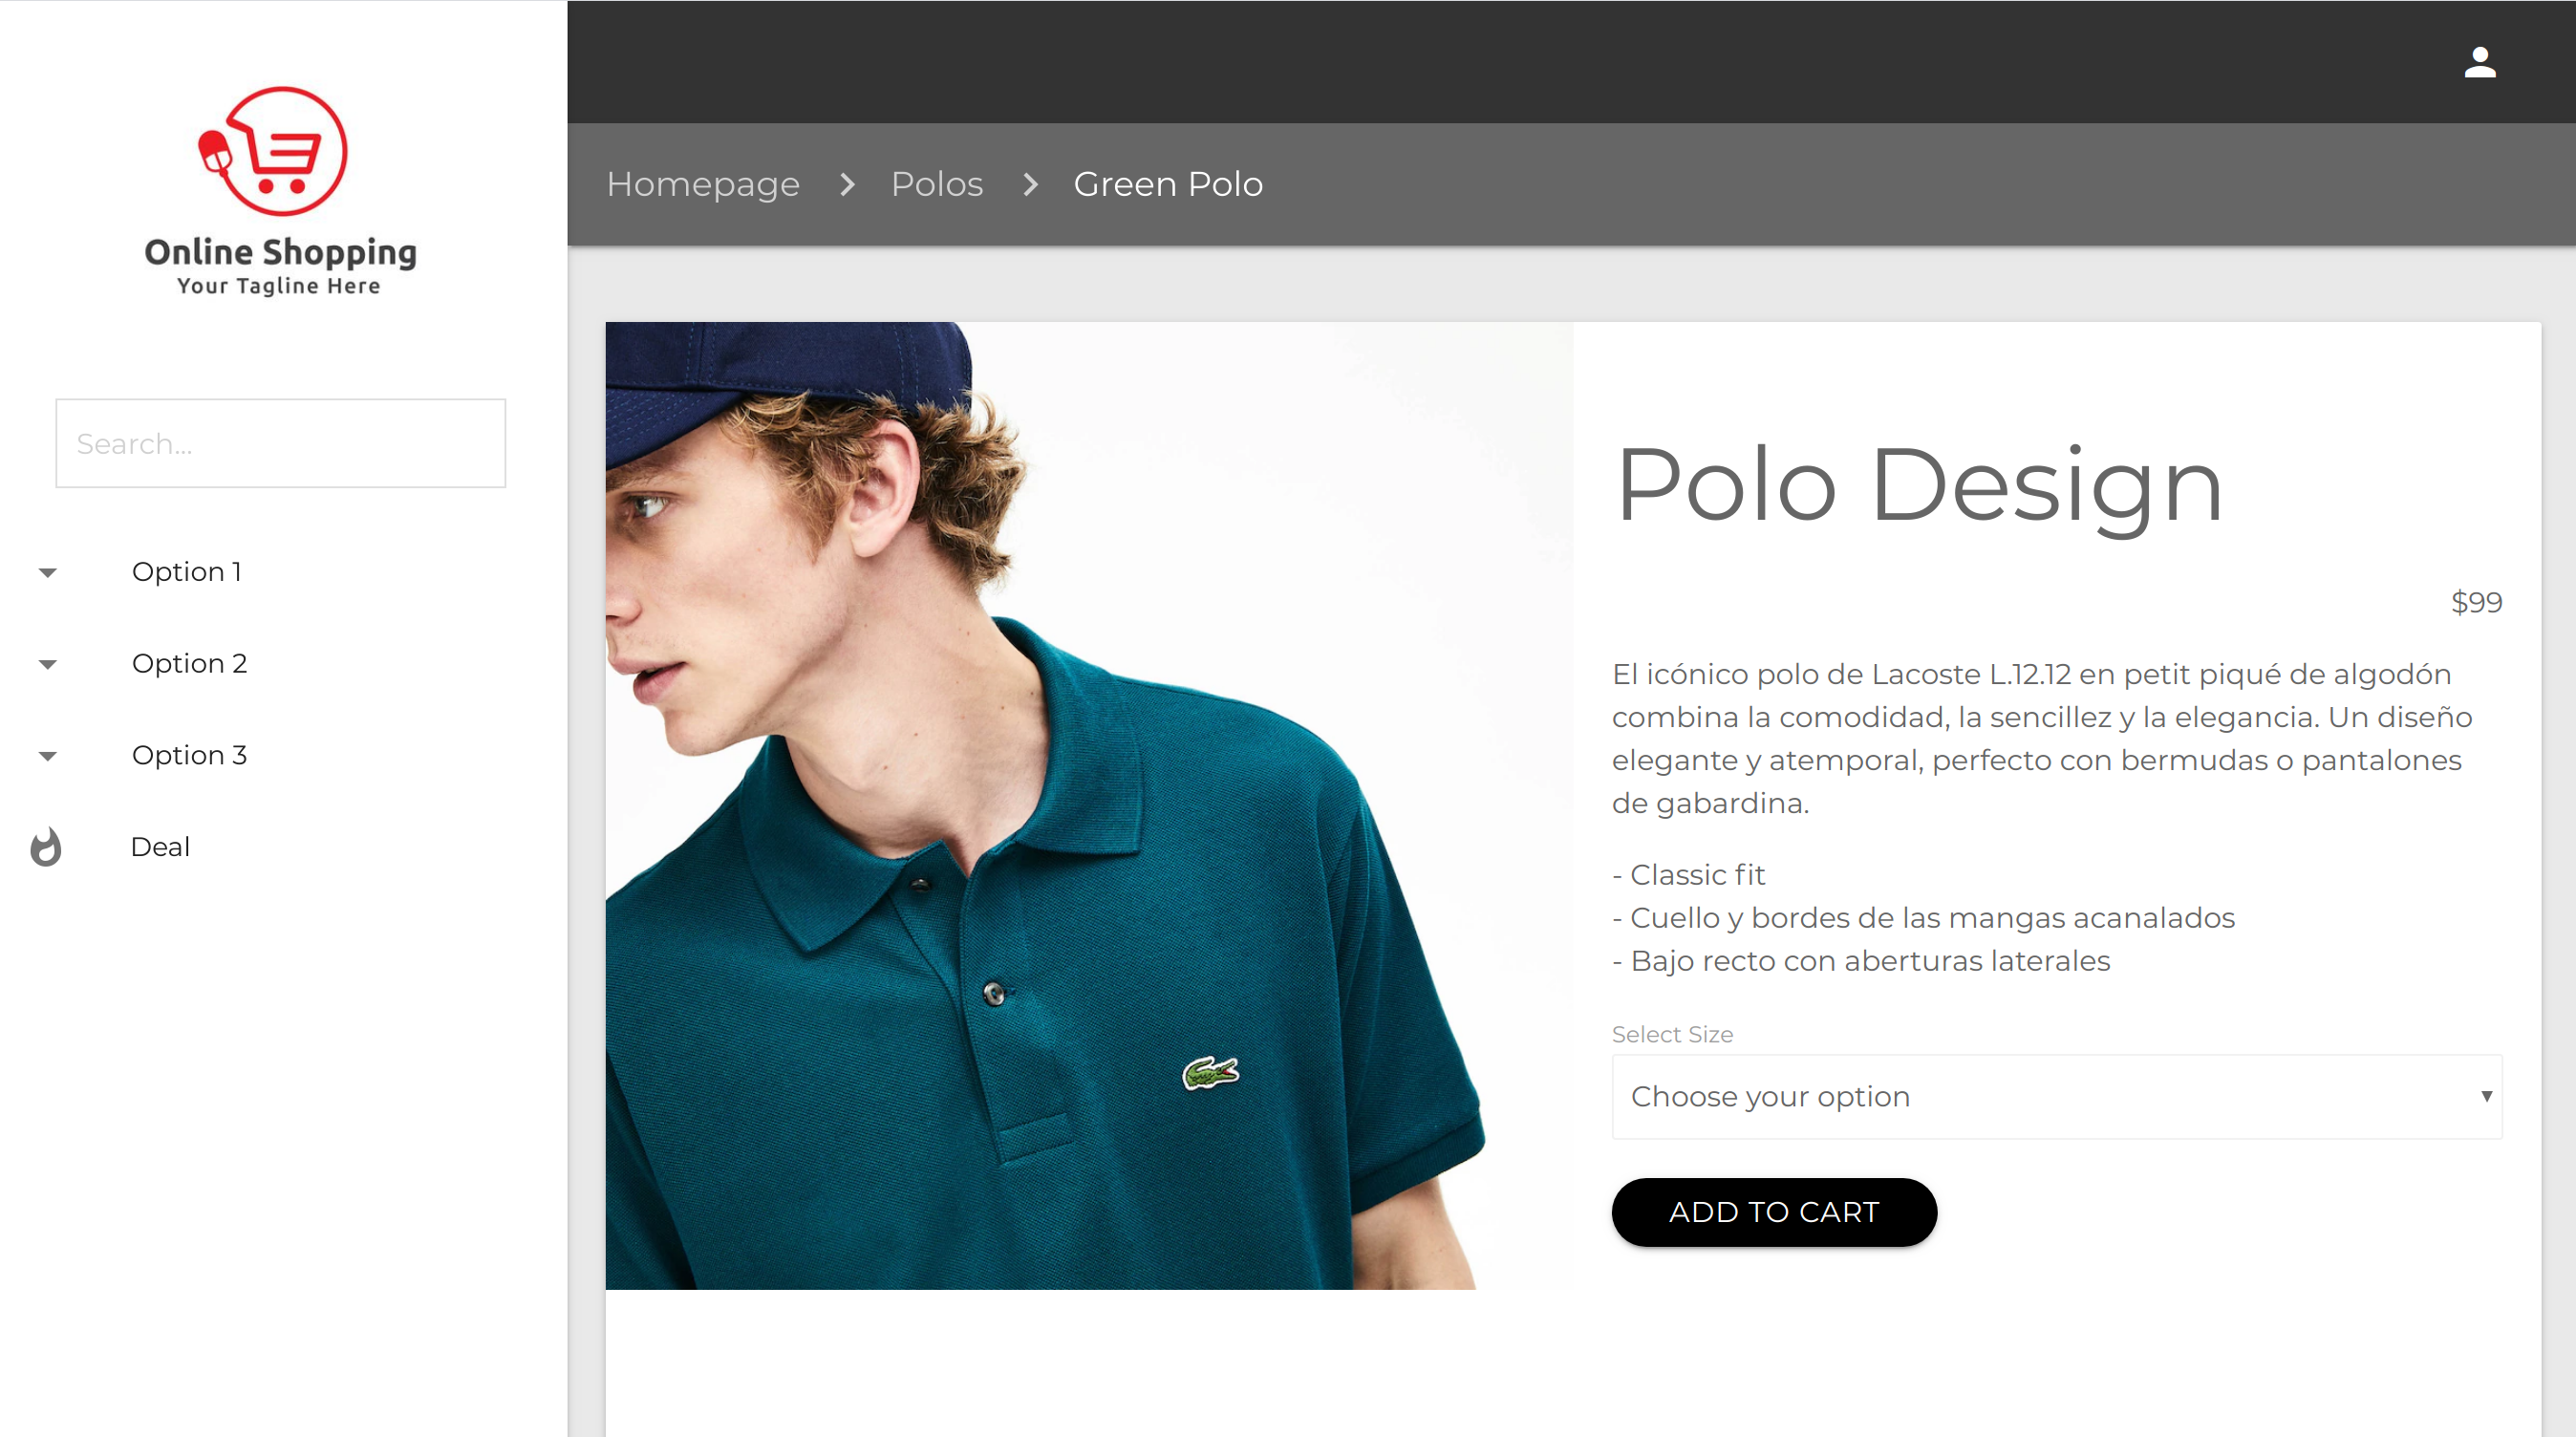 Online Shopping
Your Tagline Here
Search...
Option 1
Option 2
Option 3
Deal
Homepage > Polos > Green Polo
Polo Design
$99
El icónico polo de Lacoste L.12.12 en petit piqué de algodón
combina la comodidad, la sencillez y la elegancia. Un diseño
elegante y atemporal, perfecto con bermudas o pantalones
de gabardina.
- Classic fit
- Cuello y bordes de las mangas acanalados
- Bajo recto con aberturas laterales
Select Size
Choose your option
ADD TO CART